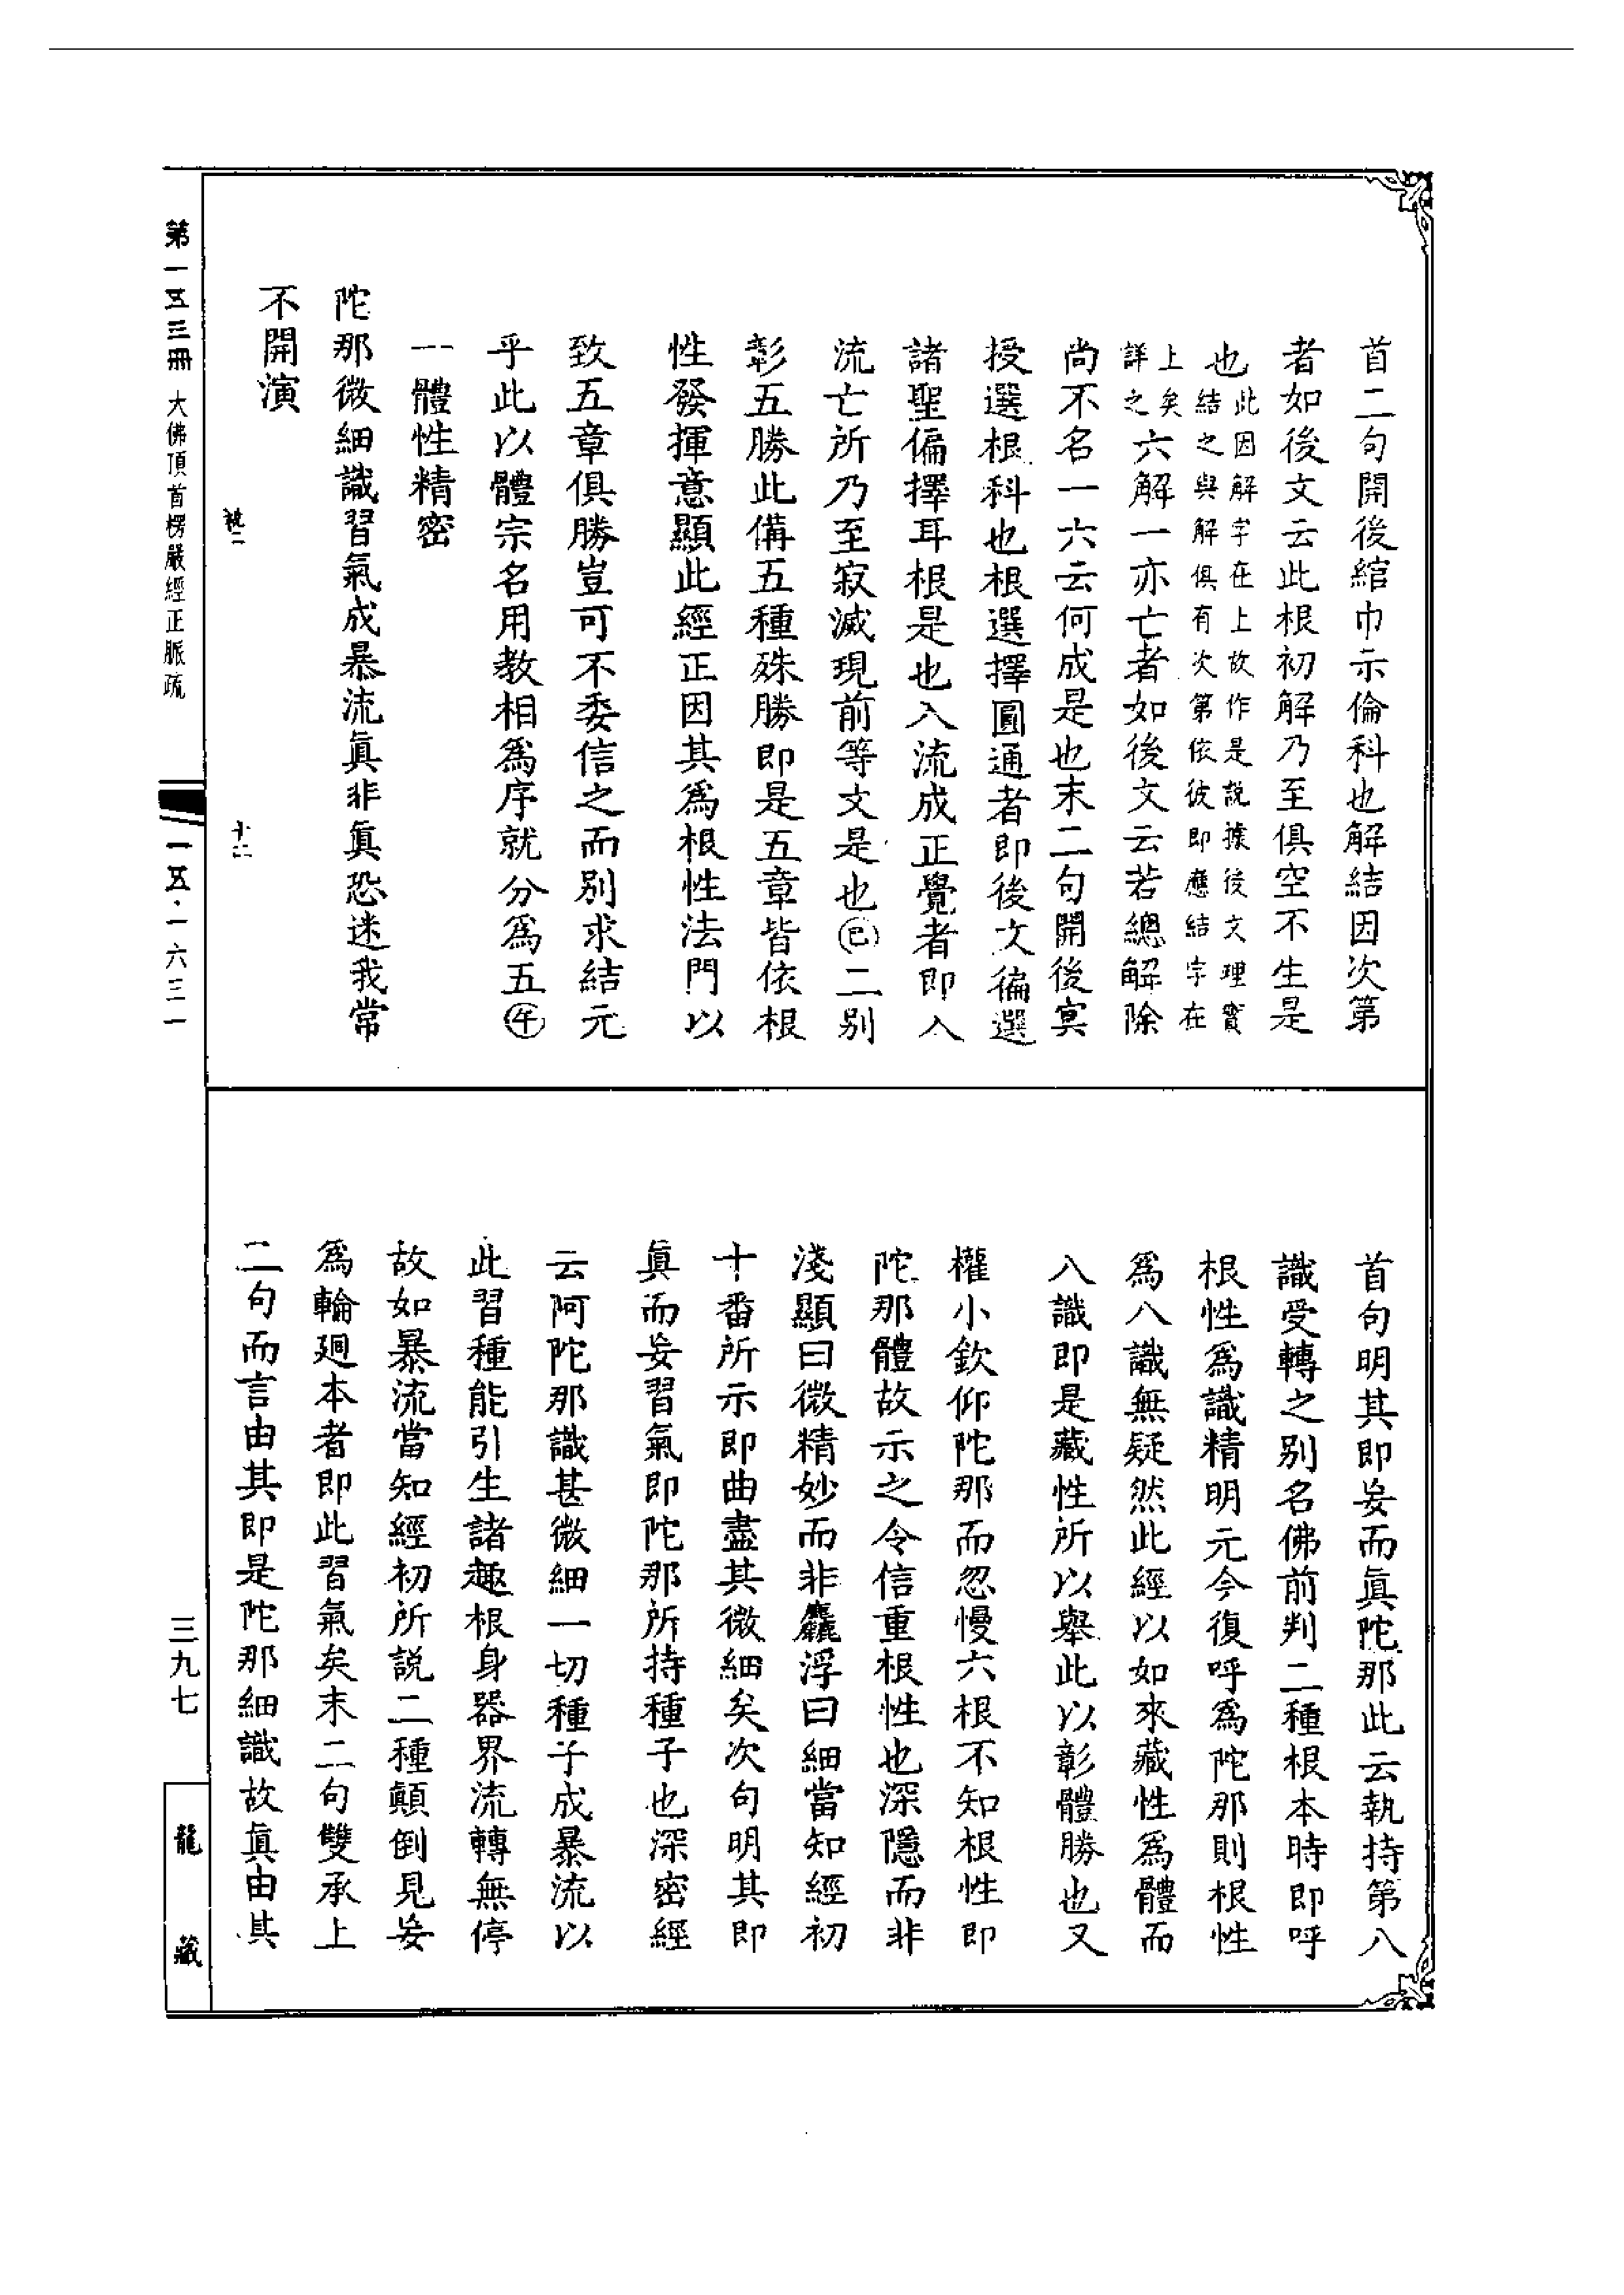 首二句開後綰巾示倫科也解結因次第
者如後文云此根初解乃至俱空不生是
也此因解字在上故作是說據後文理實
結之與解俱有次第依彼即應結字在
上矣
詳之
六解一亦亡者如後文云若總解除
尚不名一六云何成是也末二句開後冥
授選根科也根選擇圓通者即後文徧選
諸聖偏擇耳根是也入流成正覺者即入
流亡所乃至寂滅現前等文是也㊁二別
彰五勝此備五種殊勝即是五章皆依根
性發揮意顯此經正因其爲根性法門以
致五章俱勝豈可不委信之而別求結元
乎此以體宗名用教相爲序就分爲五㊍
一體性精密
陀那微細識習氣成暴流眞非眞恐迷我常
不開演
首句明其即妄而眞陀那此云執持第八
識受轉之別名佛前判二種根本時即呼
根性爲識精明元今復呼爲陀那則根性
爲八識無疑然此經以如來藏性爲體而
八識即是藏性所以舉此以彰體勝也又
權小欽仰陀那而忽慢六根不知根性即
陀那體故示之令信重根性也深隱而非
淺顯曰微精妙而非麤浮曰細當知經初
十番所示即曲盡其微細矣次句明其即
眞而妄習氣即陀那所持種子也深密經
云阿陀那識甚微細一切種子成暴流以
此習種能引生諸趣根身器界流轉無停
故如暴流當知經初所說二種顛倒見妄
爲輪迴本者即此習氣矣末二句雙承上
二句而言由其即是陀那細識故眞由其
第一五三冊 大佛頂首楞嚴經正脈疏
十二
一五·一六三一
三九七
龍藏